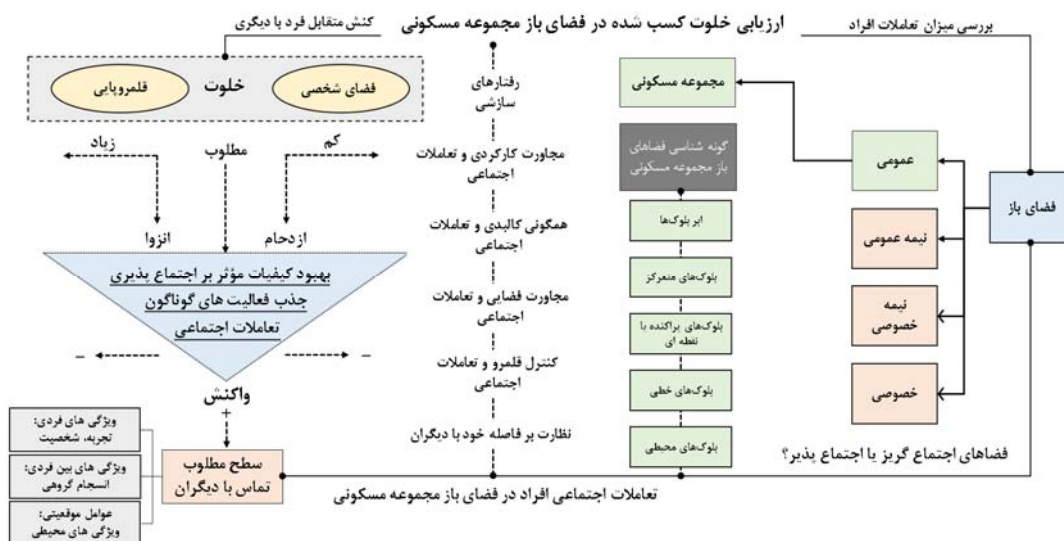 ارزیابی خلوت کسب شده در فضای باز مجموعه مسکونی
بررسی میزان تعاملات افراد
کنش متقابل فرد با دیگری
فضای باز
عمومی
نیمه عمومی
نیمه
خصوصی
خصوصی
فضاهای اجتماع گریز یا اجتماع پذیر؟
مجموعه مسکونی
گونه شناسی فضاهای
باز مجموعه مسکونی
ابر بلوک‌ها
بلوک‌های متمرکز
بلوک‌های پراکنده یا
نقطه ای
بلوک‌های خطی
بلوک‌های محیطی
رفتارهای
سازشی
مجاورت کارکردی و تعاملات
اجتماعی
همگونی کالبدی و تعاملات
اجتماعی
مجاورت فضایی و تعاملات
اجتماعی
کنترل قلمرو و تعاملات
اجتماعی
نظارت بر فاصله خود با دیگران
تعاملات اجتماعی افراد در فضای باز مجموعه مسکونی
فضای شخصی
خلوت
قلمروپایی
کم
مطلوب
زیاد
ازدحام
انزوا
بهبود کیفیات مؤثر بر اجتماع پذیری
جذب فعالیت های گوناگون
تعاملات اجتماعی
–
–
واکنش
+
سطح مطلوب
تماس با دیگران
ویژگی های فردی:
تجربه، شخصیت
ویژگی های بین فردی:
انسجام گروهی
عوامل موقعیتی:
ویژگی های محیطی